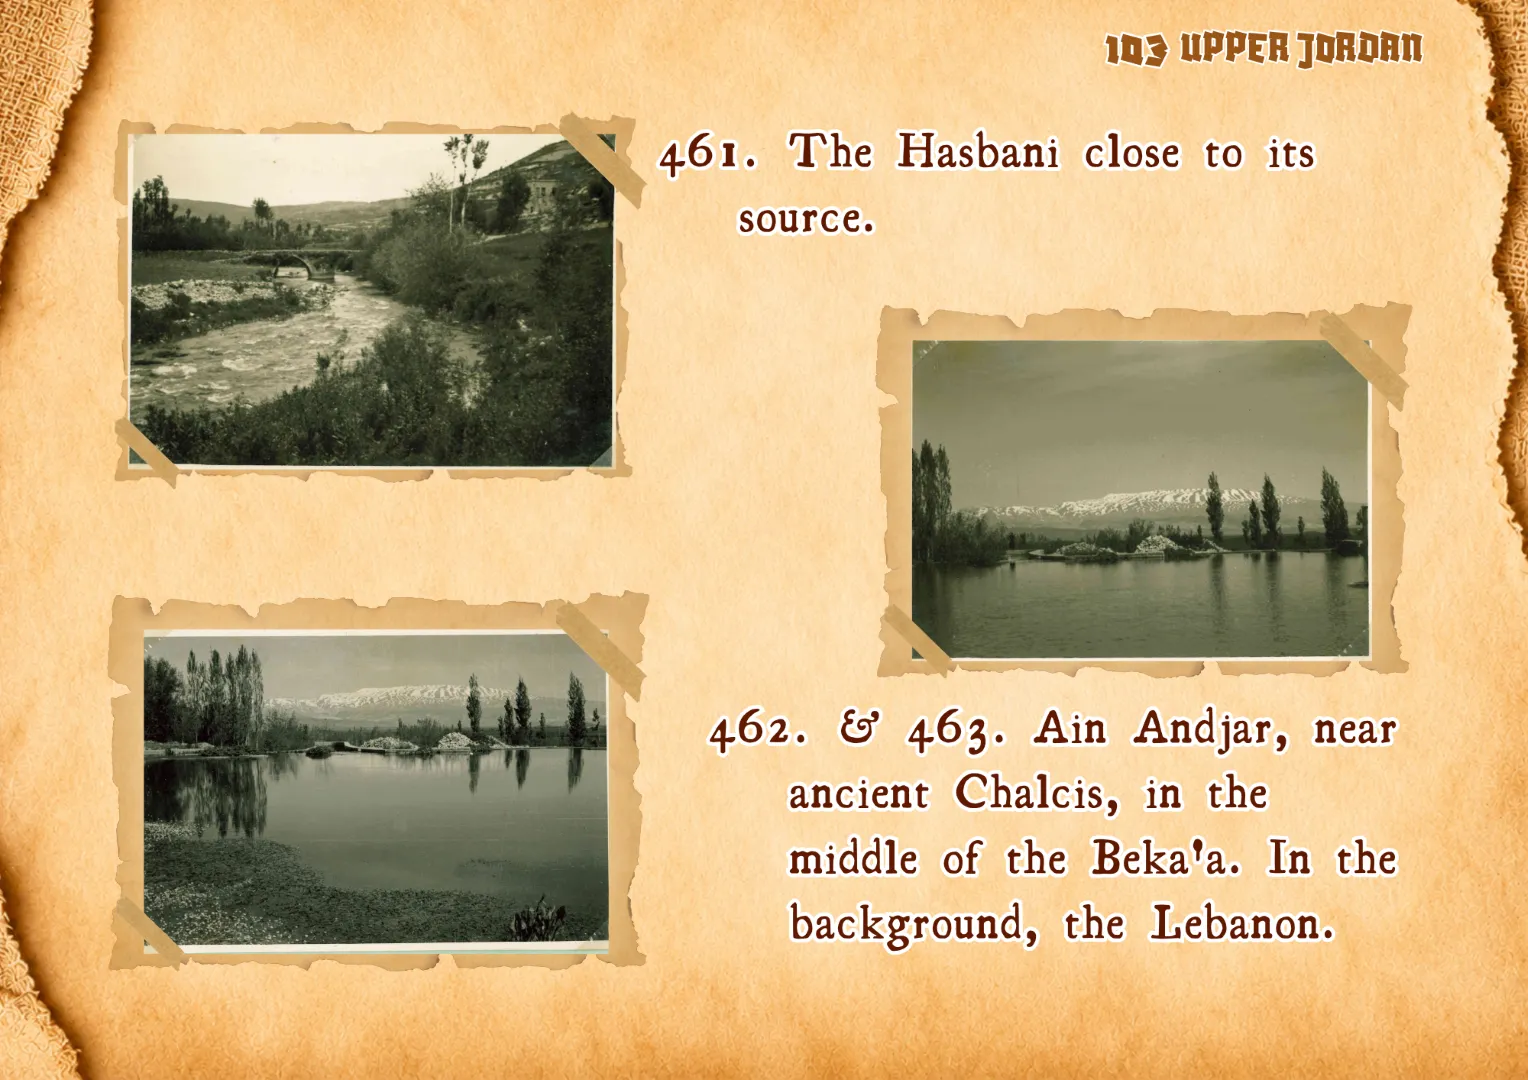 103 UPPER JORDAN
461. The Hasbani close to its
source.
462. & 463. Ain Andjar, near
ancient Chalcis, in the
middle of the Beka'a. In the
background, the Lebanon.